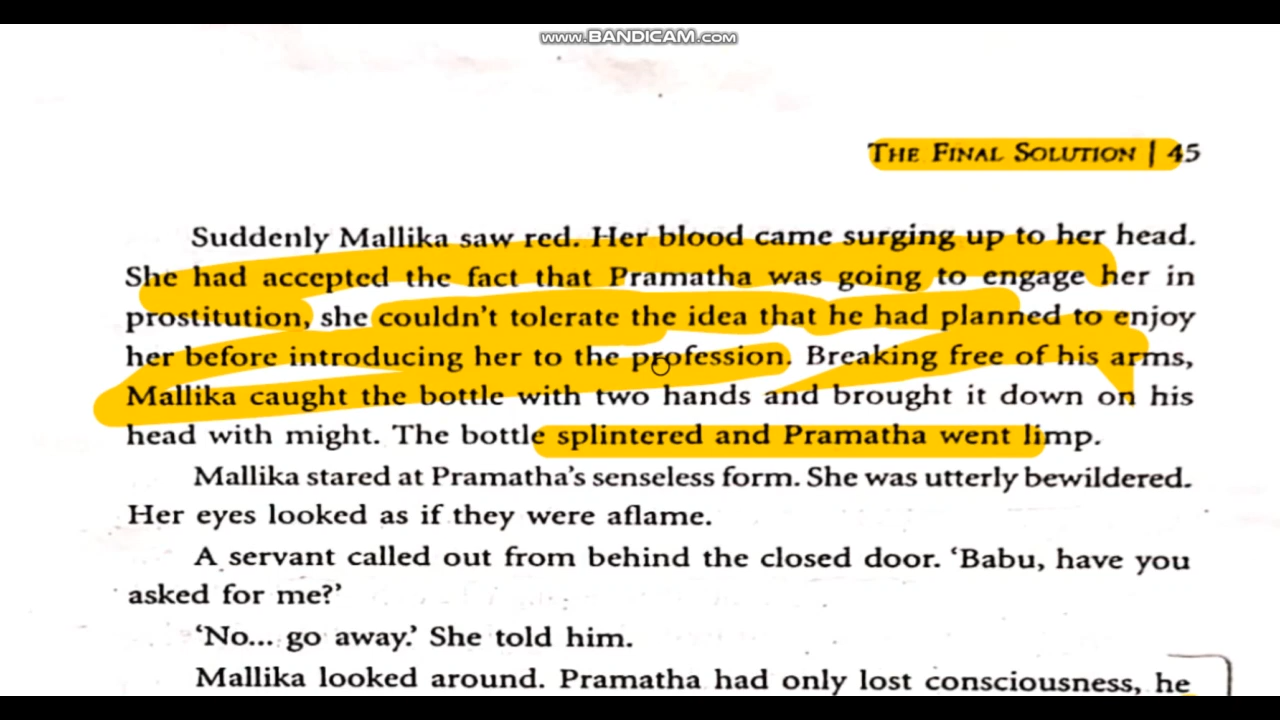 www.BANDICAM.com
THE FINAL SOLUTION | 45
Suddenly Mallika saw red. Her blood came surging up to her head.
She had accepted the fact that Pramatha was going to engage her in
prostitution, she couldn't tolerate the idea that he had planned to enjoy
her before introducing her to the profession. Breaking free of his arms,
Mallika caught the bottle with two hands and brought it down on his
head with might. The bottle splintered and Pramatha went limp.
Mallika stared at Pramatha's senseless form. She was utterly bewildered.
Her eyes looked as if they were aflame.
A servant called out from behind the closed door. ‘Babu, have you
asked for me?’
‘No... go away.’ She told him.
Mallika looked around. Pramatha had only lost consciousness, he